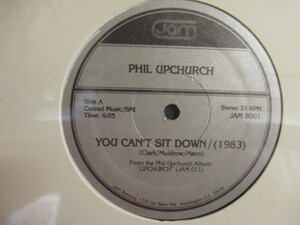 Jam
PHIL UPCHURCH
Side A
Conrad Music/BMI
Time: 6:05
Stereo 33 RPM
JAM 8001
YOU CAN'T SIT DOWN/(1983)
(Clark/Muldrow/Mann)
From the Phil Upchurch Album
"UPCHURCH" (JAM 011)